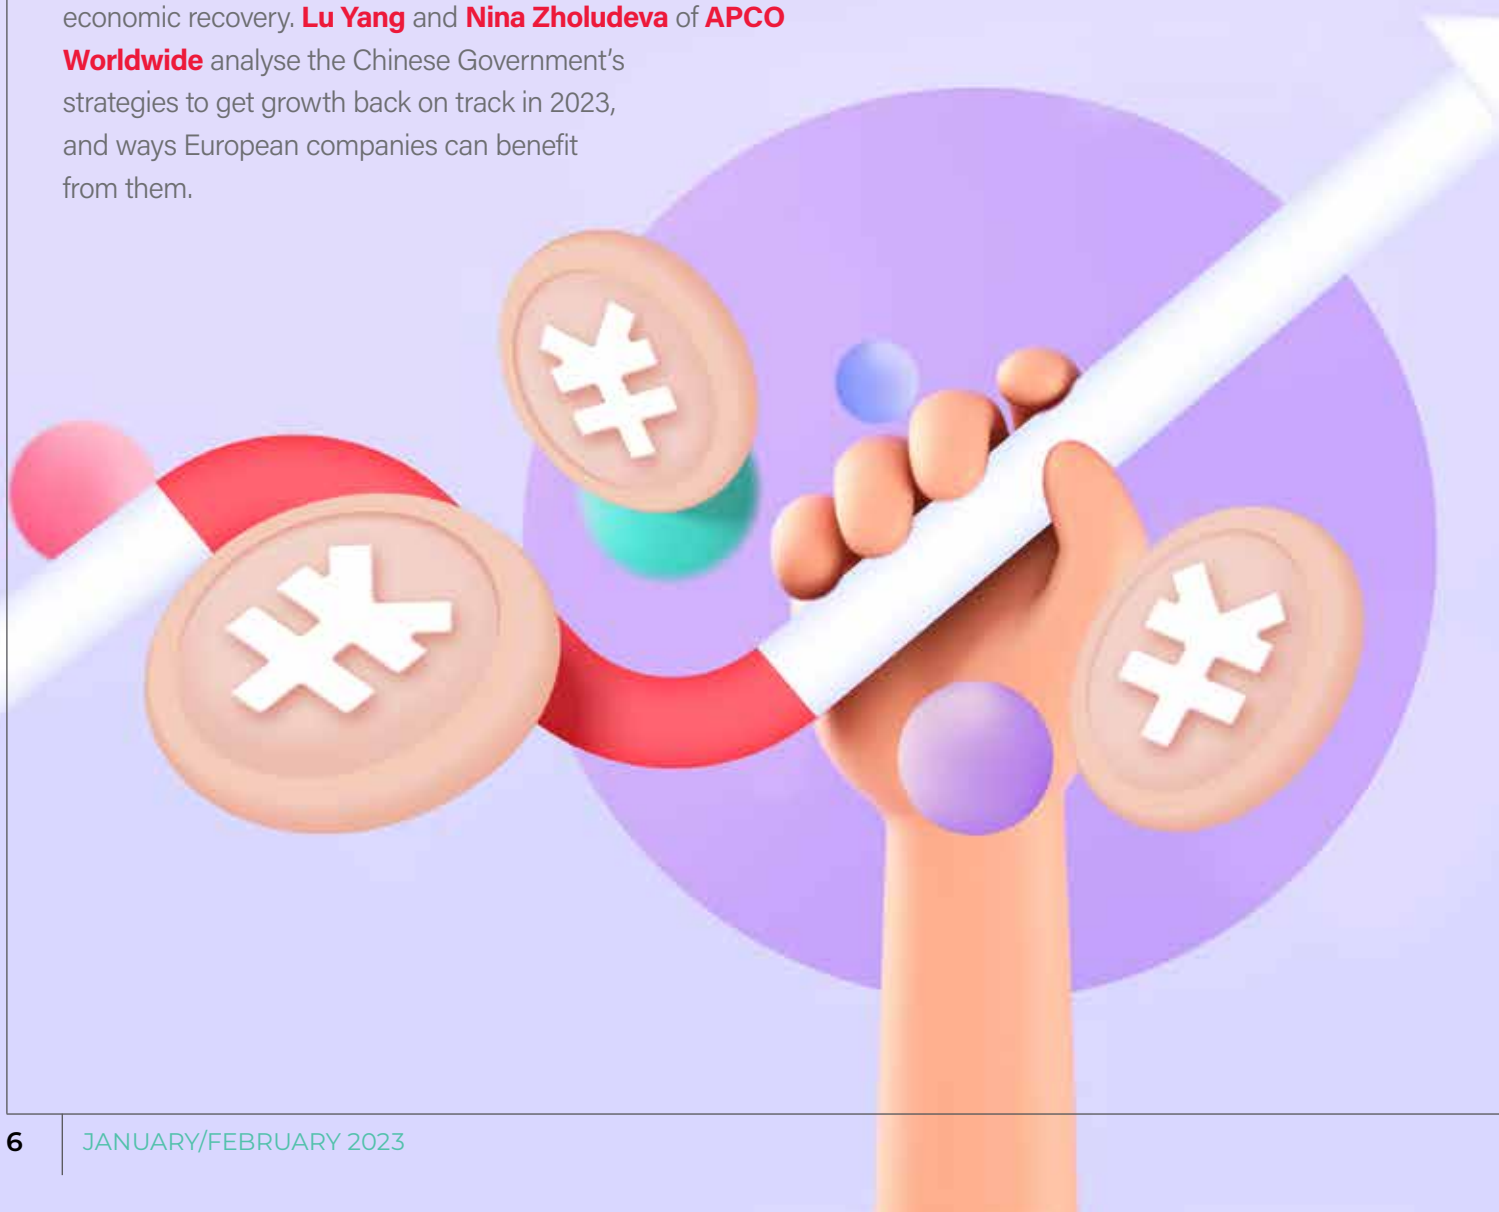 economic recovery. Lu Yang and Nina Zholudeva of APCO
Worldwide analyse the Chinese Government’s
strategies to get growth back on track in 2023,
and ways European companies can benefit
from them.
¥
¥
¥
6
JANUARY/FEBRUARY 2023